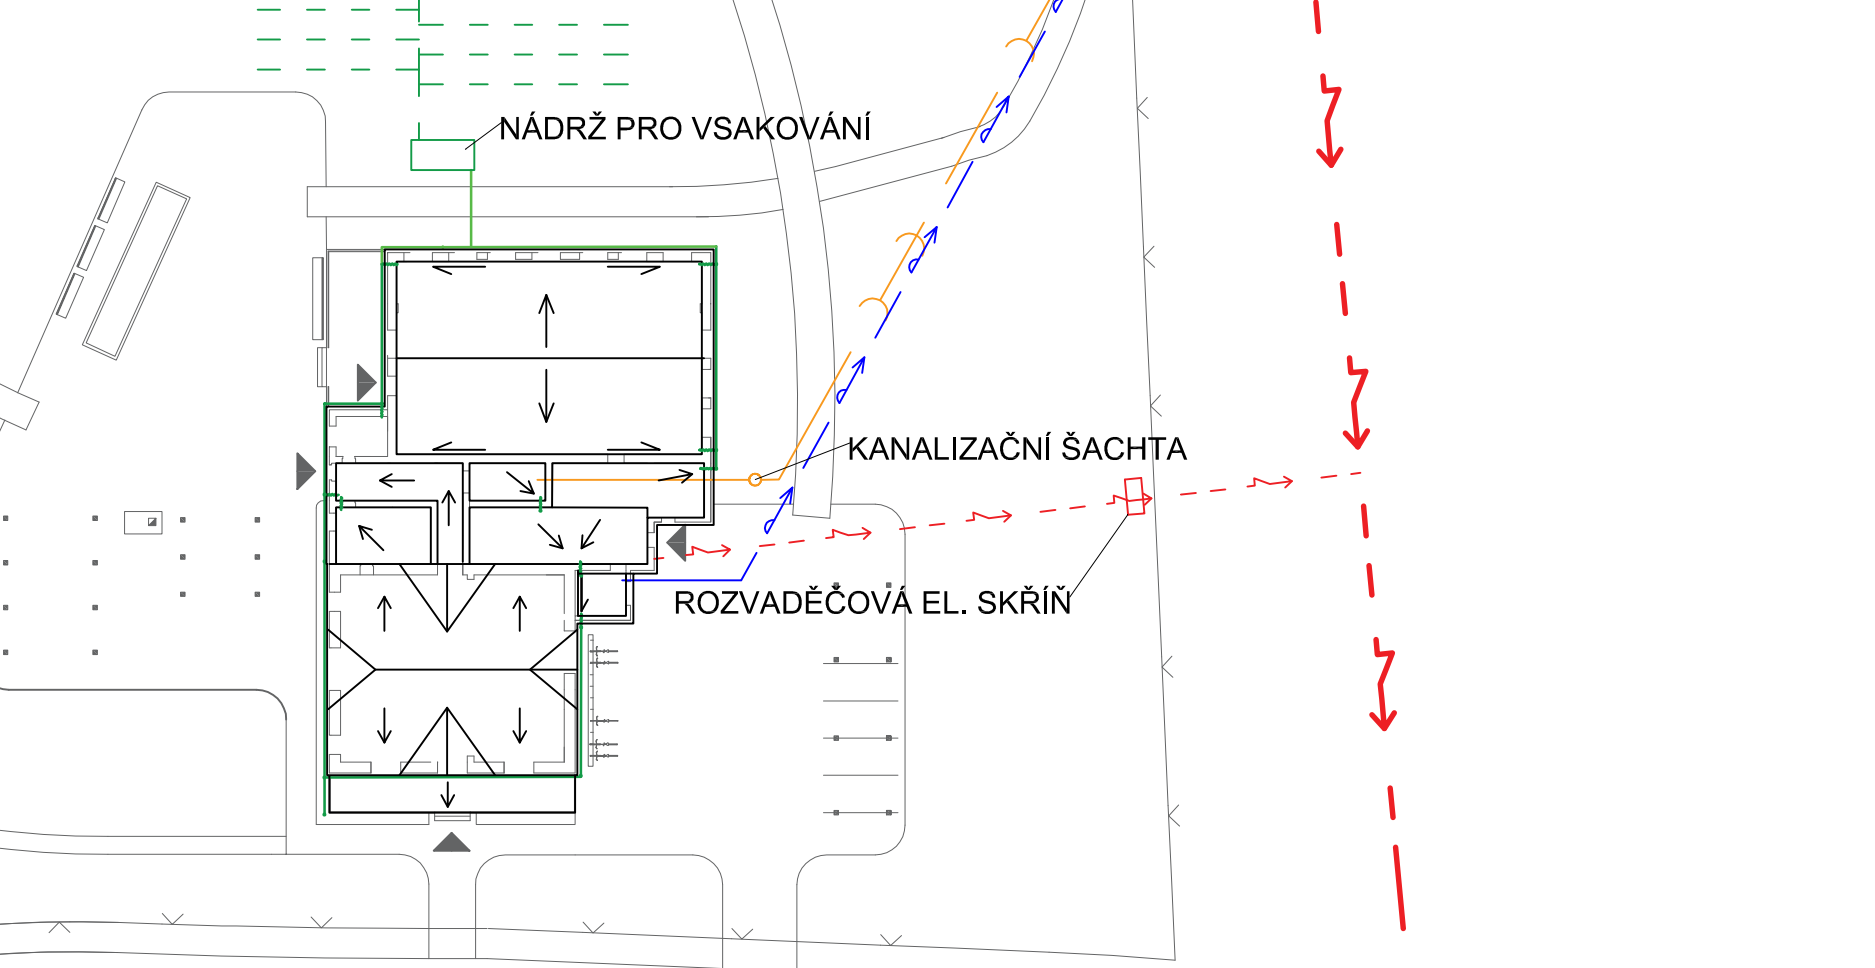 NÁDRŽ PRO VSAKOVÁNÍ
KANALIZAČNÍ ŠACHTA
ROZVADĚČOVÁ EL. SKŘÍŇ